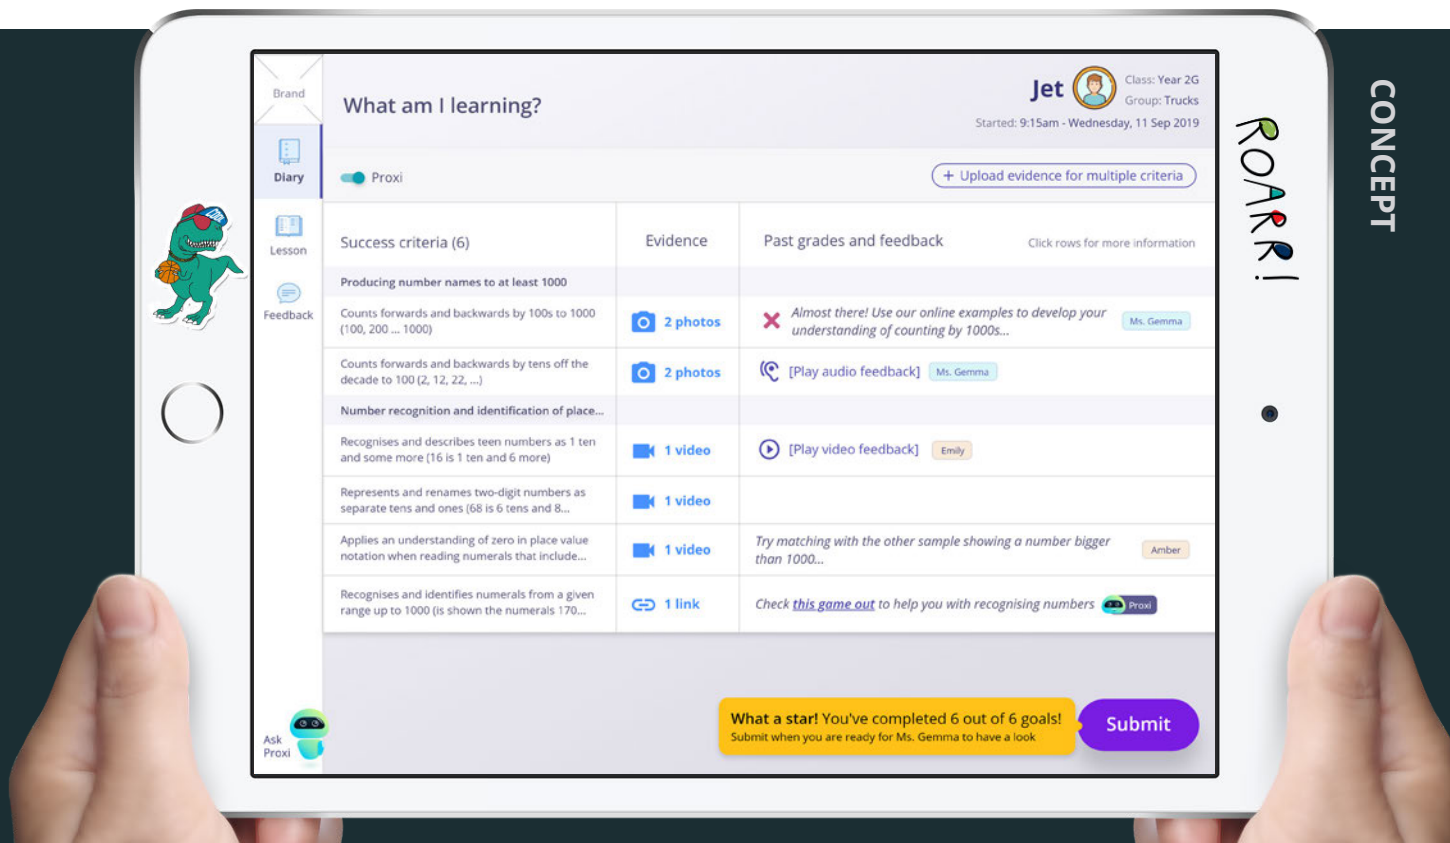 CONCEPT
ROARR!
COOL
Brand
Diary
Lesson
Feedback
Ask
Proxi
What am I learning?
Jet
Class: Year 2G
Group: Trucks
Started: 9:15am - Wednesday, 11 Sep 2019
Proxi
+ Upload evidence for multiple criteria
Success criteria (6)
Evidence
Past grades and feedback
Click rows for more information
Producing number names to at least 1000
Counts forwards and backwards by 100s to 1000
(100, 200 ... 1000)
2 photos
Almost there! Use our online examples to develop your
understanding of counting by 1000s...
Ms. Gemma
Counts forwards and backwards by tens off the
decade to 100 (2, 12, 22, ...)
2 photos
[Play audio feedback]
Ms. Gemma
Number recognition and identification of place...
Recognises and describes teen numbers as 1 ten
and some more (16 is 1 ten and 6 more)
1 video
[Play video feedback]
Emily
Represents and renames two-digit numbers as
separate tens and ones (68 is 6 tens and 8...
1 video
Applies an understanding of zero in place value
notation when reading numerals that include...
1 video
Try matching with the other sample showing a number bigger
than 1000...
Amber
Recognises and identifies numerals from a given
range up to 1000 (is shown the numerals 170...
1 link
Check this game out to help you with recognising numbers
Proxi
What a star! You've completed 6 out of 6 goals!
Submit when you are ready for Ms. Gemma to have a look
Submit